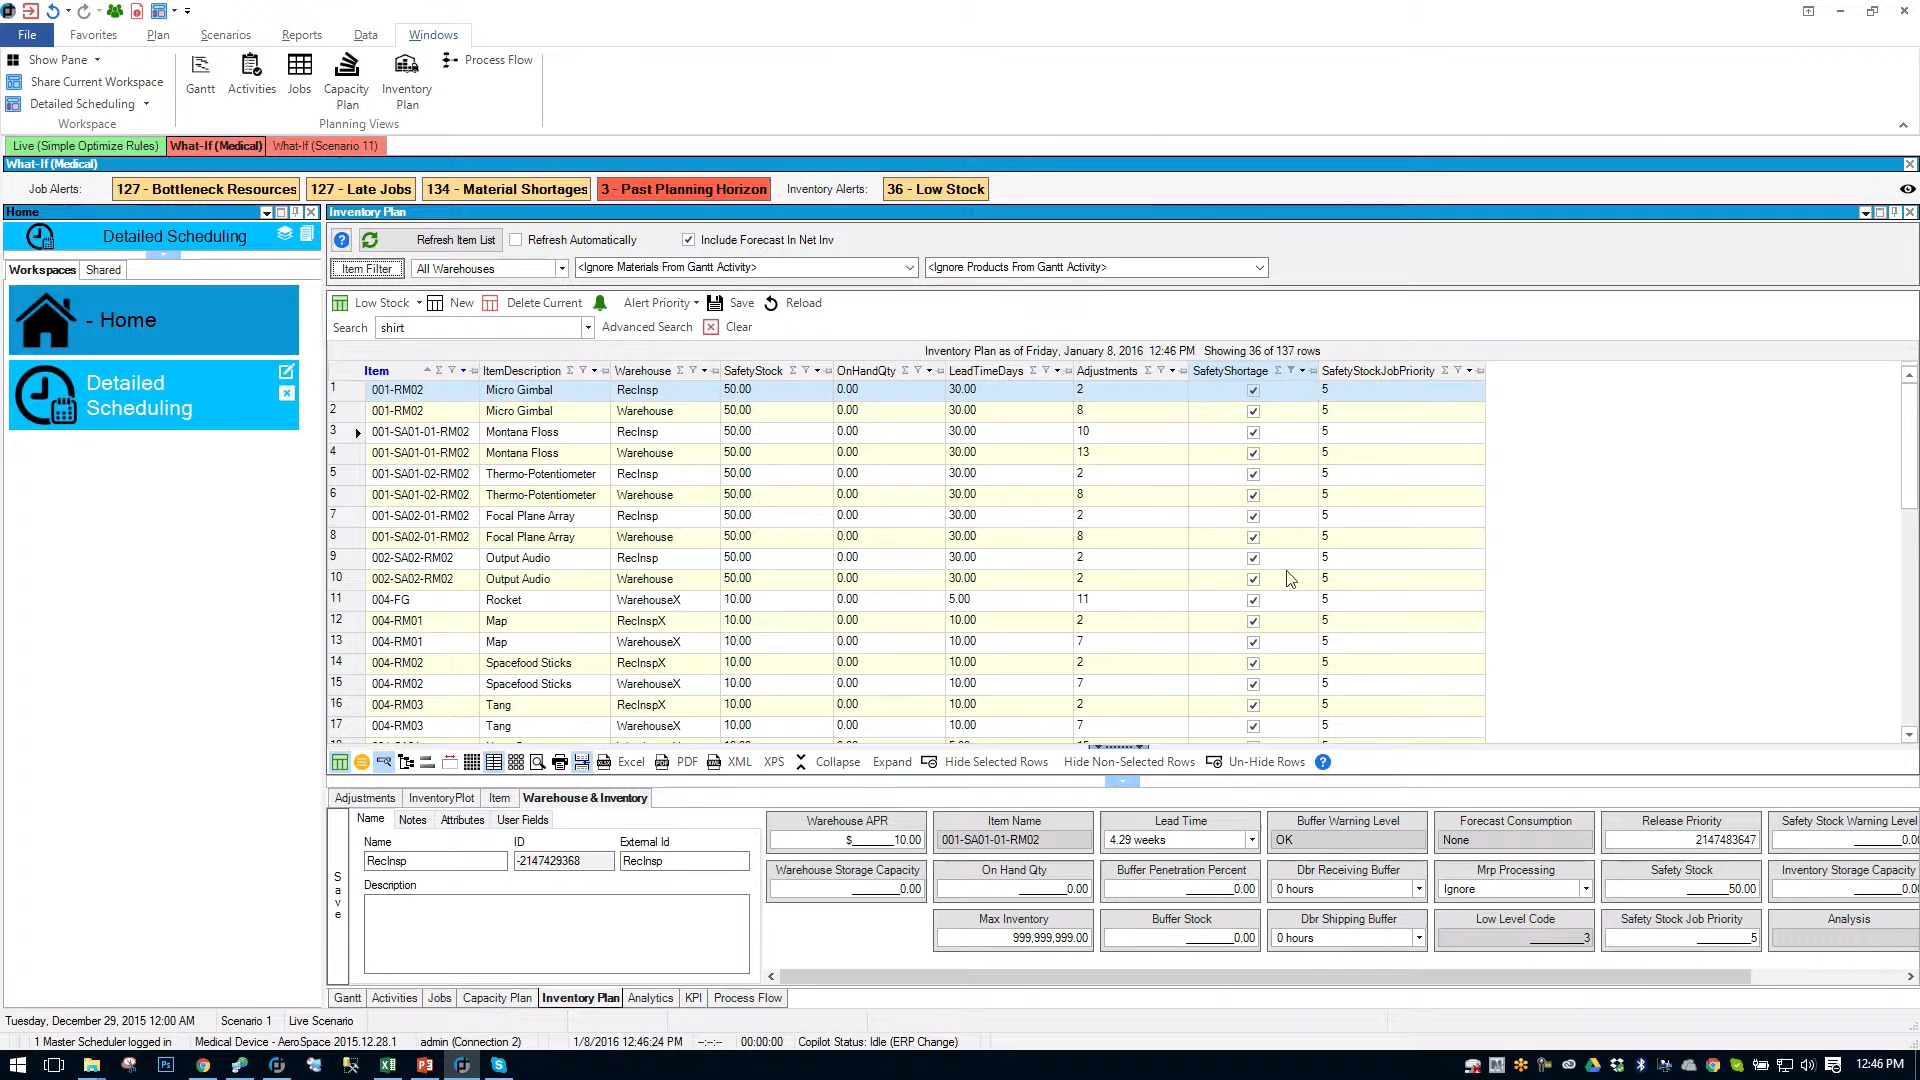 File Favorites Plan Scenarios Reports Data Windows
Show Pane
Share Current Workspace
Detailed Scheduling
Workspace
Gantt Activities Jobs Capacity Plan Inventory Plan Process Flow
Planning Views
Live (Simple Optimize Rules) What-If (Medical) What-If (Scenario 11)
What-If (Medical)
Job Alerts: 127 - Bottleneck Resources 127 - Late Jobs 134 - Material Shortages 3 - Past Planning Horizon Inventory Alerts: 36 - Low Stock
Home
Detailed Scheduling
Workspaces Shared
- Home
Detailed
Scheduling
Inventory Plan
Refresh Item List Refresh Automatically Include Forecast In Net Inv
Item Filter All Warehouses <Ignore Materials From Gantt Activity> <Ignore Products From Gantt Activity>
Low Stock New Delete Current Alert Priority Save Reload
Search shirt Advanced Search Clear
Inventory Plan as of Friday, January 8, 2016 12:46 PM Showing 36 of 137 rows
Item ItemDescription Warehouse SafetyStock OnHandQty LeadTimeDays Adjustments SafetyShortage SafetyStockJobPriority
1 001-RM02 Micro Gimbal RecInsp 50.00 0.00 30.00 2 5
2 001-RM02 Micro Gimbal Warehouse 50.00 0.00 30.00 8 5
3 001-SA01-01-RM02 Montana Floss RecInsp 50.00 0.00 30.00 10 5
4 001-SA01-01-RM02 Montana Floss Warehouse 50.00 0.00 30.00 13 5
5 001-SA01-02-RM02 Thermo-Potentiometer RecInsp 50.00 0.00 30.00 2 5
6 001-SA01-02-RM02 Thermo-Potentiometer Warehouse 50.00 0.00 30.00 8 5
7 001-SA02-01-RM02 Focal Plane Array RecInsp 50.00 0.00 30.00 2 5
8 001-SA02-01-RM02 Focal Plane Array Warehouse 50.00 0.00 30.00 8 5
9 002-SA02-RM02 Output Audio RecInsp 50.00 0.00 30.00 2 5
10 002-SA02-RM02 Output Audio Warehouse 50.00 0.00 30.00 2 5
11 004-FG Rocket WarehouseX 10.00 0.00 5.00 11 5
12 004-RM01 Map RecInspX 10.00 0.00 10.00 2 5
13 004-RM01 Map WarehouseX 10.00 0.00 10.00 7 5
14 004-RM02 Spacefood Sticks RecInspX 10.00 0.00 10.00 2 5
15 004-RM02 Spacefood Sticks WarehouseX 10.00 0.00 10.00 7 5
16 004-RM03 Tang RecInspX 10.00 0.00 10.00 2 5
17 004-RM03 Tang WarehouseX 10.00 0.00 10.00 7 5
Excel PDF XML XPS Collapse Expand Hide Selected Rows Hide Non-Selected Rows Un-Hide Rows
Adjustments InventoryPlot Item Warehouse & Inventory
Save
Name Notes Attributes User Fields
Name ID External Id
RecInsp -2147429368 RecInsp
Description
Warehouse APR Item Name Lead Time Buffer Warning Level Forecast Consumption Release Priority Safety Stock Warning Level
$______10.00 001-SA01-01-RM02 4.29 weeks OK None 2147483647 0.00
Warehouse Storage Capacity On Hand Qty Buffer Penetration Percent Dbr Receiving Buffer Mrp Processing Safety Stock Inventory Storage Capacity
0.00 0.00 0.00 0 hours Ignore 50.00 0.00
Max Inventory Buffer Stock Dbr Shipping Buffer Low Level Code Safety Stock Job Priority Analysis
999,999,999.00 0.00 0 hours 3 5
Gantt Activities Jobs Capacity Plan Inventory Plan Analytics KPI Process Flow
Tuesday, December 29, 2015 12:00 AM Scenario 1 Live Scenario
1 Master Scheduler logged in Medical Device - AeroSpace 2015.12.28.1 admin (Connection 2) 1/8/2016 12:46:24 PM --:-- 00:00:00 Copilot Status: Idle (ERP Change)
12:46 PM